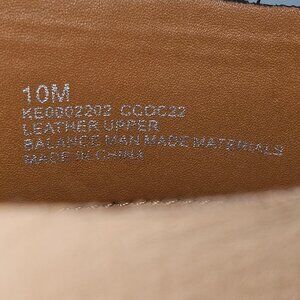 10M
KE0002202 CCOC22
LEATHER UPPER
BALANCE MAN MADE MATERIALS
MADE IN CHINA